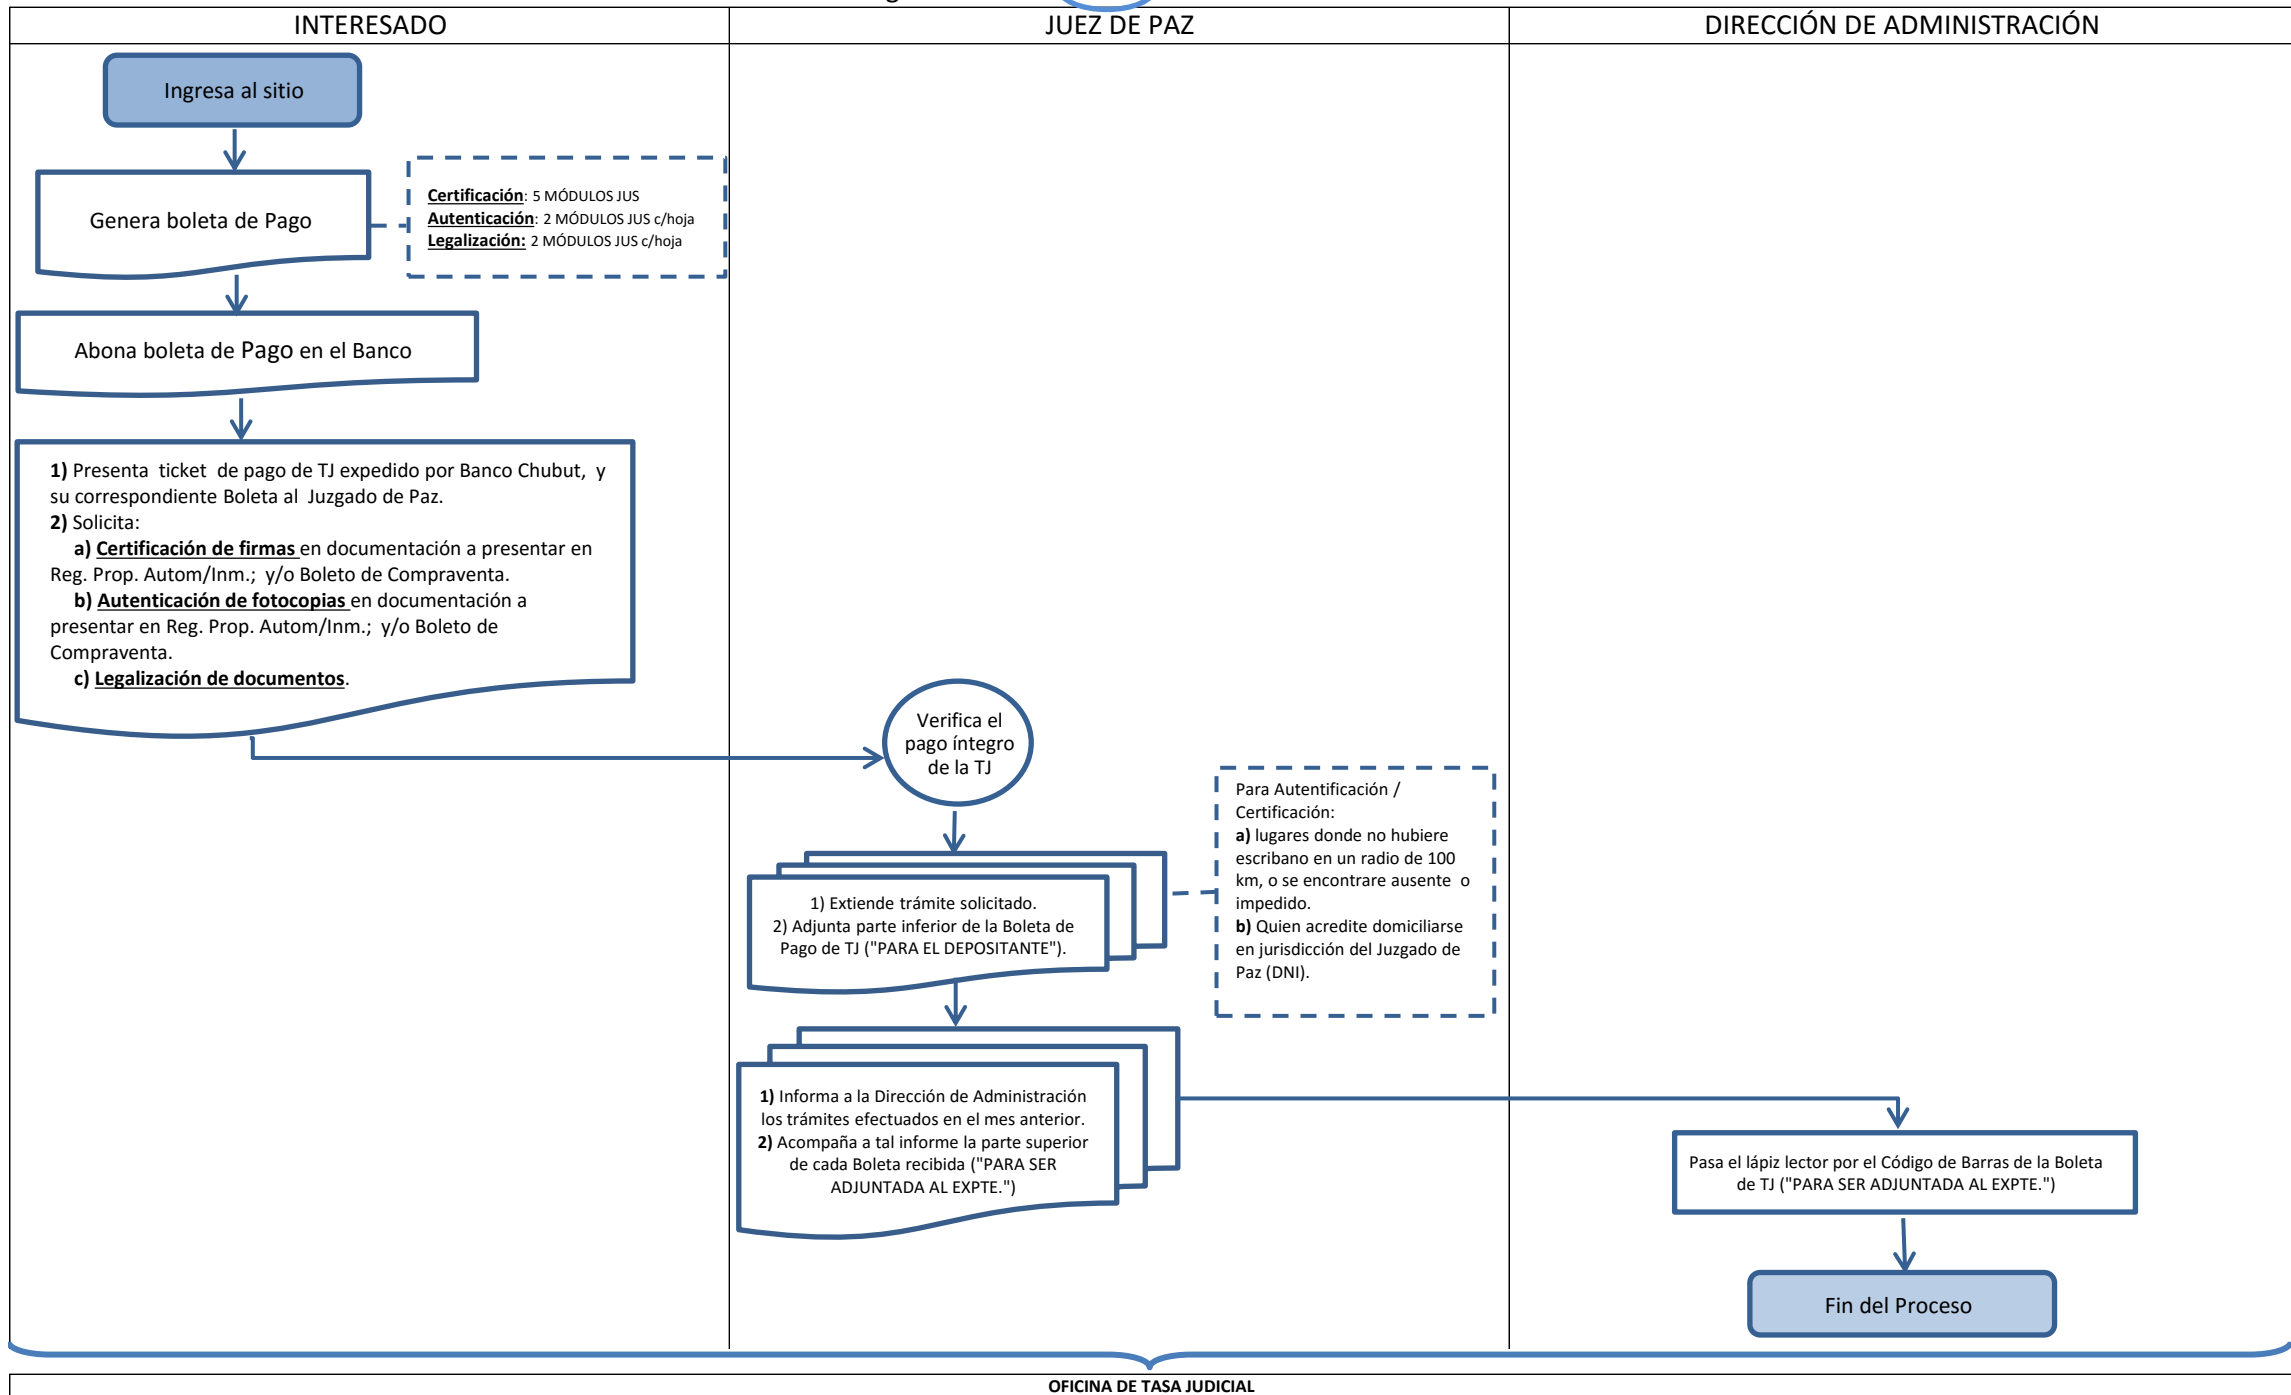 INTERESADO
JUEZ DE PAZ
DIRECCIÓN DE ADMINISTRACIÓN
Ingresa al sitio
Genera boleta de Pago
Certificación: 5 MÓDULOS JUS
Autenticación: 2 MÓDULOS JUS c/hoja
Legalización: 2 MÓDULOS JUS c/hoja
Abona boleta de Pago en el Banco
1) Presenta ticket de pago de TJ expedido por Banco Chubut, y
su correspondiente Boleta al Juzgado de Paz.
2) Solicita:
a) Certificación de firmas en documentación a presentar en
Reg. Prop. Autom/Inm.; y/o Boleto de Compraventa.
b) Autenticación de fotocopias en documentación a
presentar en Reg. Prop. Autom/Inm.; y/o Boleto de
Compraventa.
c) Legalización de documentos.
Verifica el
pago íntegro
de la TJ
Para Autentificación /
Certificación:
a) lugares donde no hubiere
escribano en un radio de 100
km, o se encontrare ausente o
impedido.
b) Quien acredite domiciliarse
en jurisdicción del Juzgado de
Paz (DNI).
1) Extiende trámite solicitado.
2) Adjunta parte inferior de la Boleta de
Pago de TJ ("PARA EL DEPOSITANTE").
1) Informa a la Dirección de Administración
los trámites efectuados en el mes anterior.
2) Acompaña a tal informe la parte superior
de cada Boleta recibida ("PARA SER
ADJUNTADA AL EXPTE.")
Pasa el lápiz lector por el Código de Barras de la Boleta
de TJ ("PARA SER ADJUNTADA AL EXPTE.")
Fin del Proceso
OFICINA DE TASA JUDICIAL